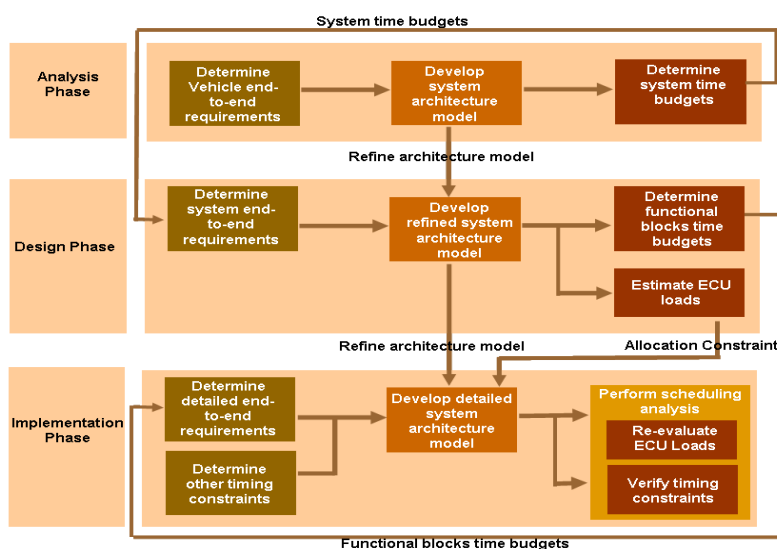 System time budgets
Analysis
Phase
Determine
Vehicle end-
to-end
requirements
Develop
system
architecture
model
Determine
system time
budgets
Refine architecture model
Design Phase
Determine
system end-
to-end
requirements
Develop
refined system
architecture
model
Determine
functional
blocks time
budgets
Estimate ECU
loads
Refine architecture model
Allocation Constraint
Implementation
Phase
Determine
detailed end-
to-end
requirements
Determine
other timing
constraints
Develop detailed
system
architecture
model
Perform scheduling
analysis
Re-evaluate
ECU Loads
Verify timing
constraints
Functional blocks time budgets